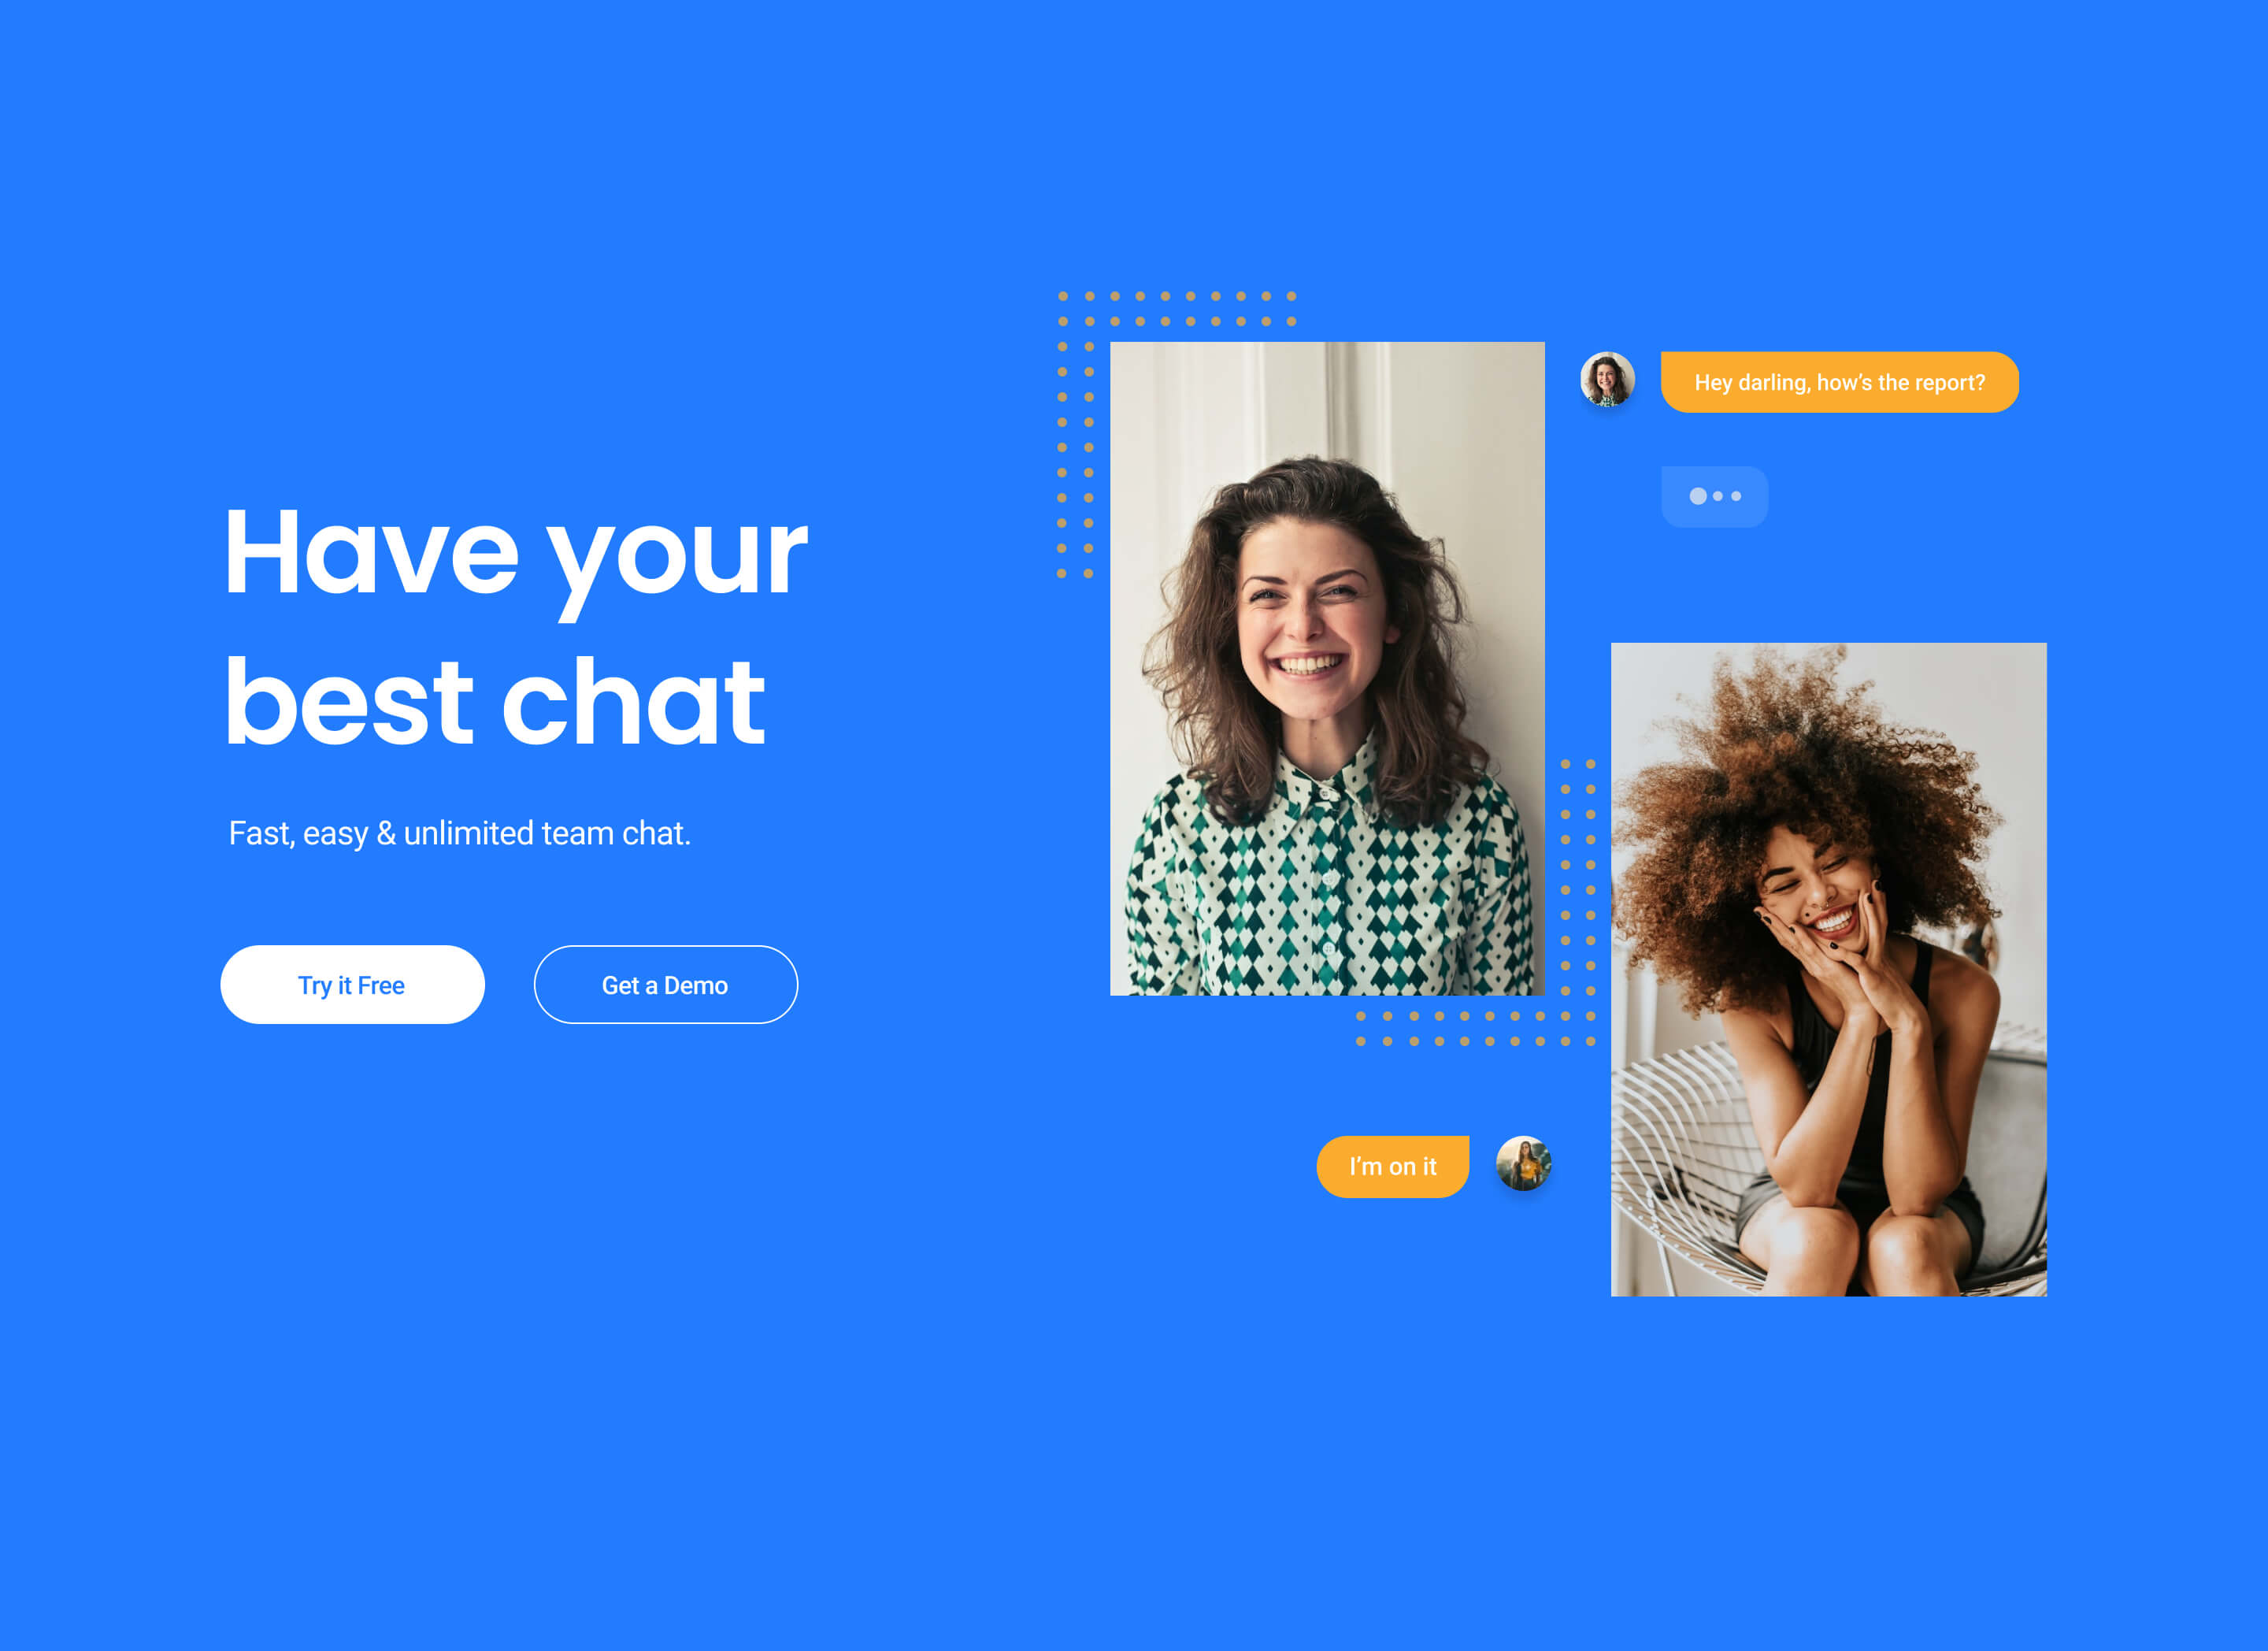 Have your
best chat
Fast, easy & unlimited team chat.
Try it Free
Get a Demo
Hey darling, how’s the report?
I’m on it